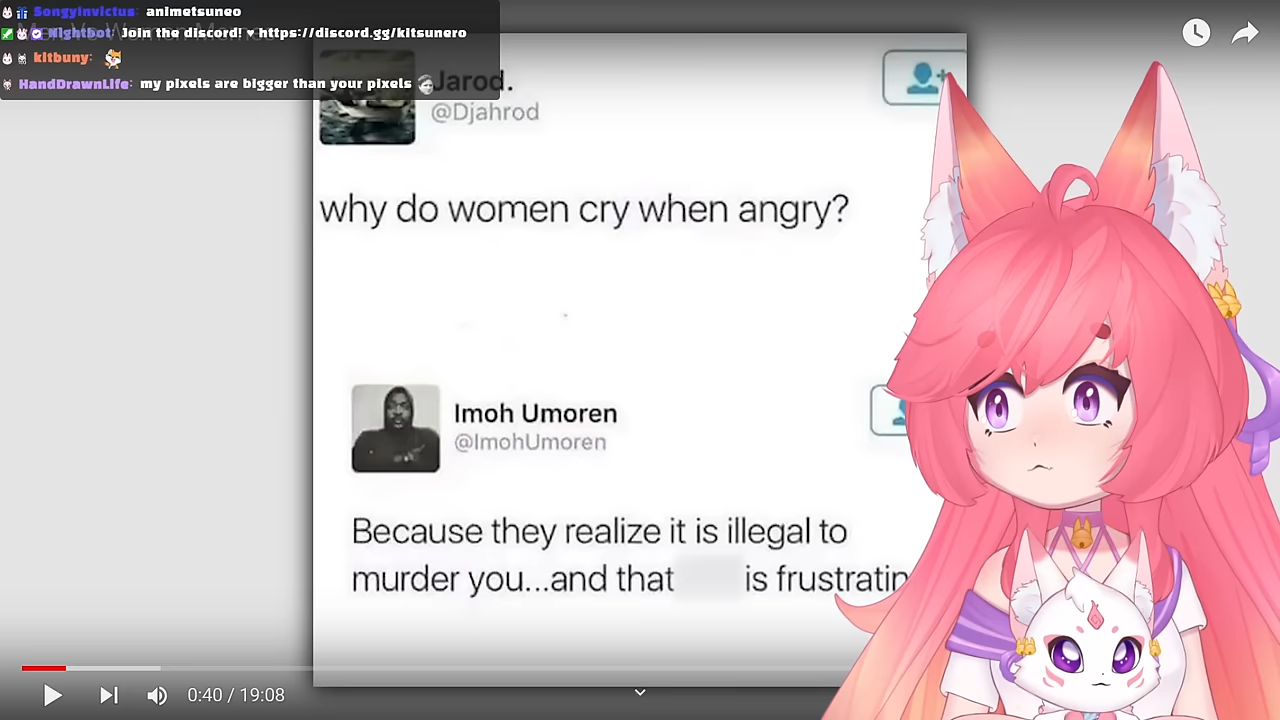 Songyinvictus: animetsuneo
Nightbot: Join the discord! ♥ https://discord.gg/kitsunero
kitbuny:
HandDrawnLife: my pixels are bigger than your pixels
Jarod.
@Djahrod
why do women cry when angry?
Imoh Umoren
@ImohUmoren
Because they realize it is illegal to
murder you...and that is frustratin
0:40 / 19:08